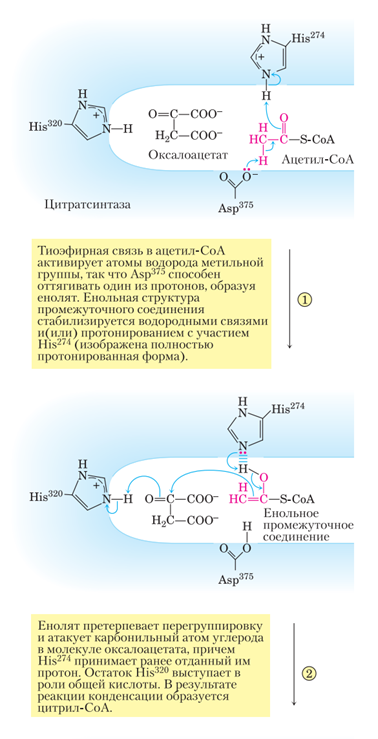 H
N
His274
N
H
H
N
His320
N—H
O=C—COO−
H2C—COO−
Оксалоацетат
H O
HC—C—S-CoA
H
Ацетил-CoA
O O−
C
Asp375
Цитратсинтаза
Тиоэфирная связь в ацетил-CoA
активирует атомы водорода метильной
группы, так что Asp375 способен
оттягивать один из протонов, образуя
енолят. Енольная структура
промежуточного соединения
стабилизируется водородными связями
и(или) протонированием с участием
His274 (изображена полностью
протонированная форма).
1
H
N
His274
N
H
O
H
N
His320
N—H
O=C—COO−
H2C—COO−
H
HC=C—S-CoA
Енольное
промежуточное
соединение
H
O O
C
Asp375
Енолят претерпевает перегруппировку
и атакует карбонильный атом углерода
в молекуле оксалоацетата, причем
His274 принимает ранее отданный им
протон. Остаток His320 выступает в
роли общей кислоты. В результате
реакции конденсации образуется
цитрил-CoA.
2